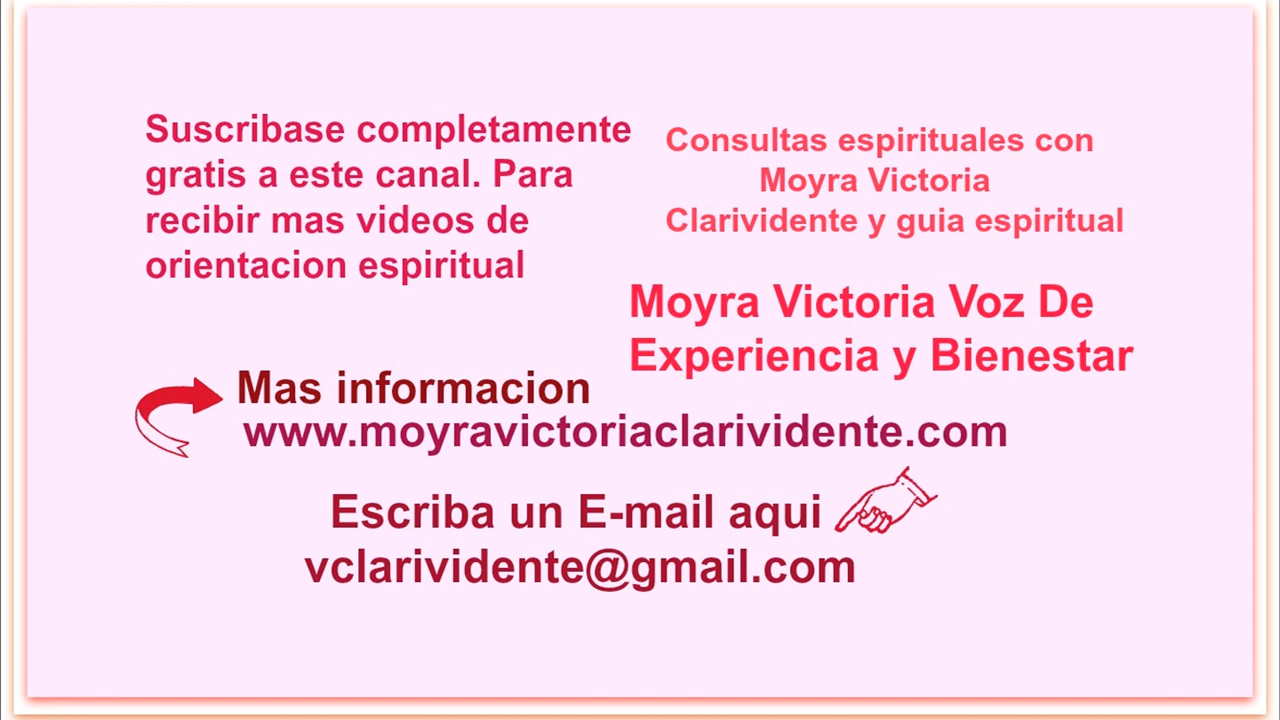 Suscribase completamente
gratis a este canal. Para
recibir mas videos de
orientacion espiritual
Consultas espirituales con
Moyra Victoria
Clarividente y guia espiritual
Moyra Victoria Voz De
Experiencia y Bienestar
Mas informacion
www.moyravictoriaclarividente.com
Escriba un E-mail aqui
vclarividente@gmail.com